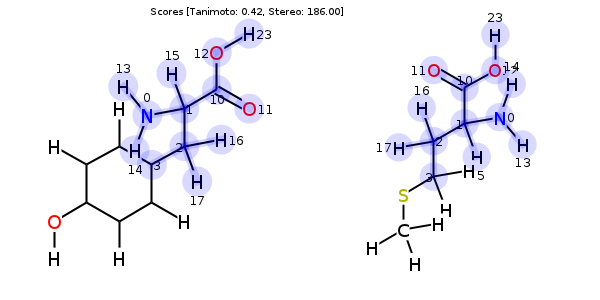 Scores [Tanimoto: 0.42, Stereo: 186.00]
H 23
12 O
15 H
13 H
0 N
1
10
O 11
H
H
H 14
3
2
H 16
H 17
H
O
H
H
23 H
11 O
10
O 12
14 H
16 H
1
N 0
H 13
17 H
2
H 5
3
H
H
S
C
H
H
H